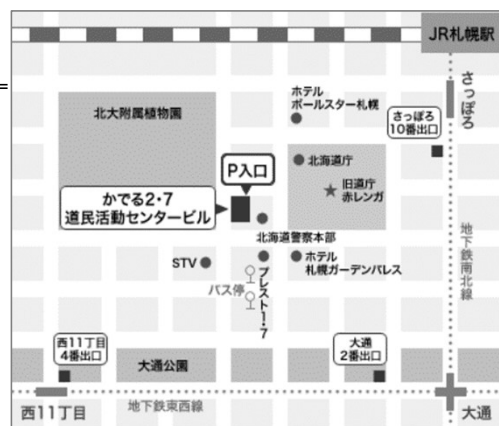 JR札幌駅
=
さっぽろ
ホテル
ポールスター札幌
北大附属植物園
さっぽろ
10番出口
P入口
北海道庁
旧道庁
赤レンガ
かでる2・7
道民活動センタービル
北海道警察本部
地下鉄南北線
STV
ホテル
札幌ガーデンパレス
プレスト1・7
バス停
西11丁目
4番出口
大通公園
大通
2番出口
西11丁目
地下鉄東西線
大通